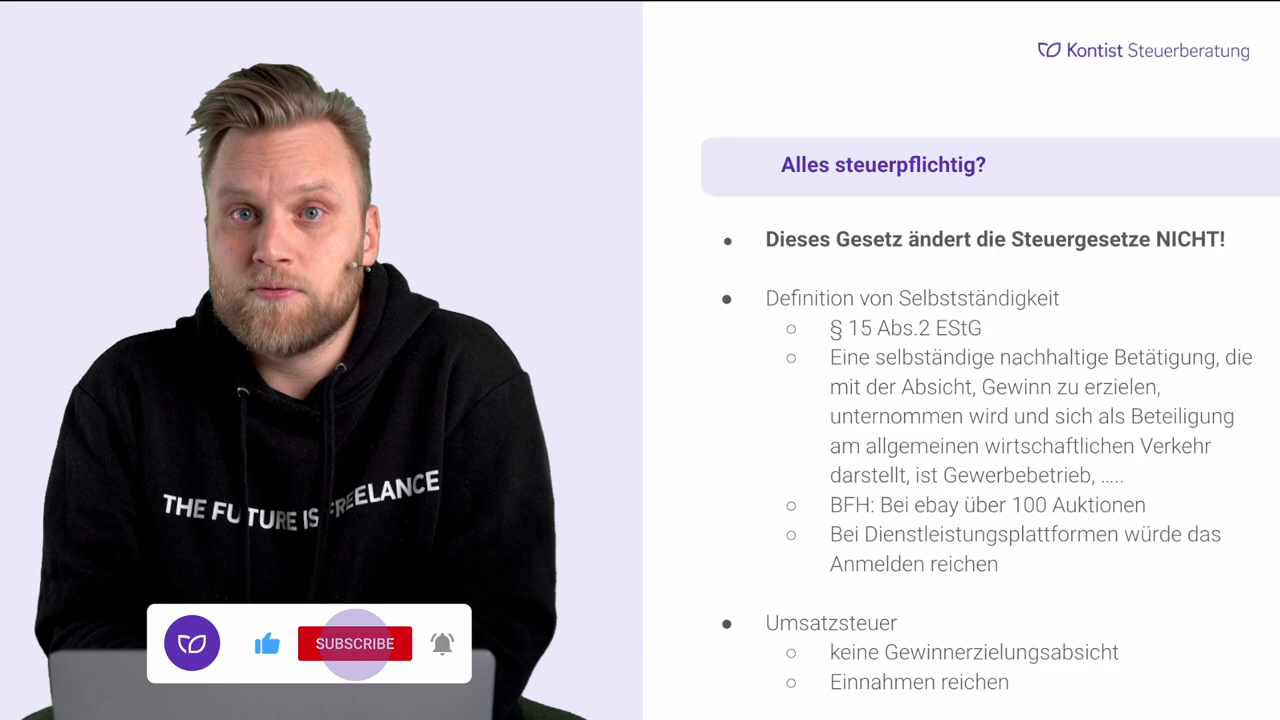 Kontist Steuerberatung
Alles steuerpflichtig?
Dieses Gesetz ändert die Steuergesetze NICHT!
Definition von Selbstständigkeit
§ 15 Abs.2 EStG
Eine selbständige nachhaltige Betätigung, die
mit der Absicht, Gewinn zu erzielen,
unternommen wird und sich als Beteiligung
am allgemeinen wirtschaftlichen Verkehr
darstellt, ist Gewerbebetrieb, …..
BFH: Bei ebay über 100 Auktionen
Bei Dienstleistungsplattformen würde das
Anmelden reichen
Umsatzsteuer
keine Gewinnerzielungsabsicht
Einnahmen reichen
THE FUTURE IS FREELANCE
SUBSCRIBE